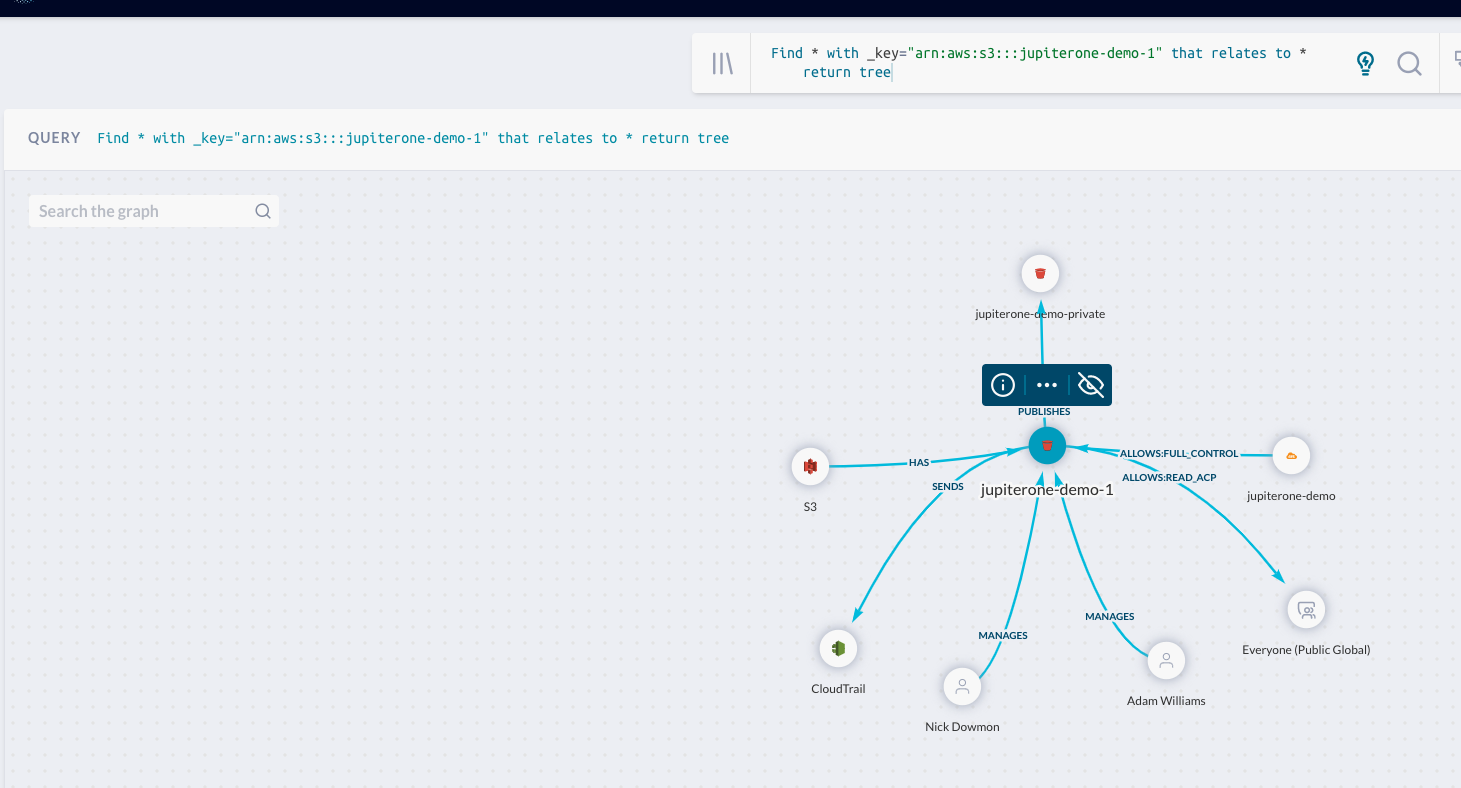 Find * with _key="arn:aws:s3:::jupiterone-demo-1" that relates to *
return tree
QUERY Find * with _key="arn:aws:s3:::jupiterone-demo-1" that relates to * return tree
Search the graph
jupiterone-demo-private
PUBLISHES
HAS
ALLOWS:FULL_CONTROL
SENDS
jupiterone-demo-1
ALLOWS:READ_ACP
S3
jupiterone-demo
MANAGES
MANAGES
Everyone (Public Global)
CloudTrail
Adam Williams
Nick Dowmon